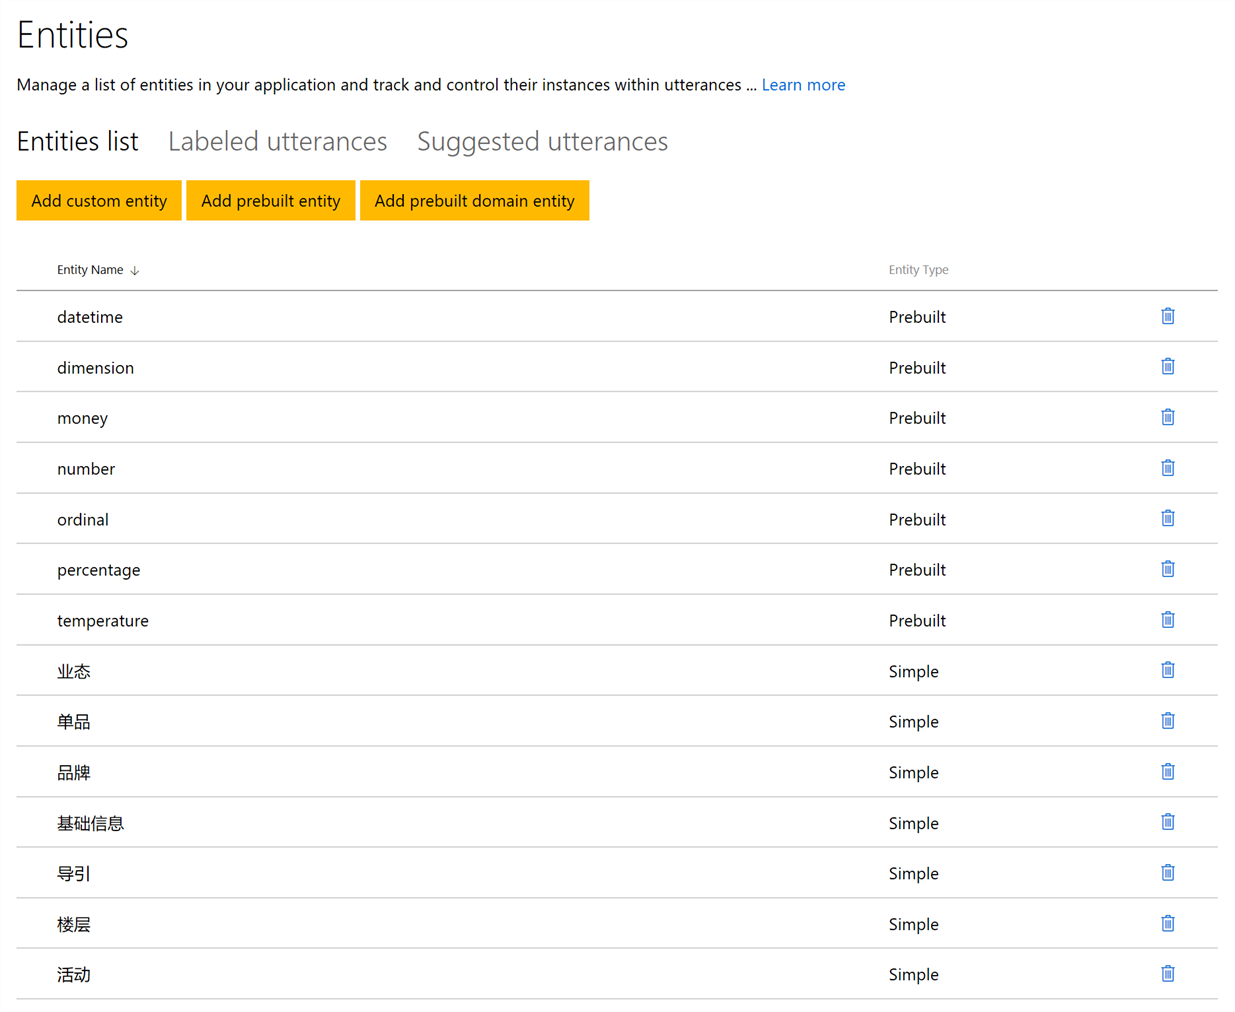 Entities
Manage a list of entities in your application and track and control their instances within utterances ... Learn more
Entities list Labeled utterances Suggested utterances
Add custom entity Add prebuilt entity Add prebuilt domain entity
Entity Name ↓ Entity Type
datetime Prebuilt
dimension Prebuilt
money Prebuilt
number Prebuilt
ordinal Prebuilt
percentage Prebuilt
temperature Prebuilt
业态 Simple
单品 Simple
品牌 Simple
基础信息 Simple
导引 Simple
楼层 Simple
活动 Simple